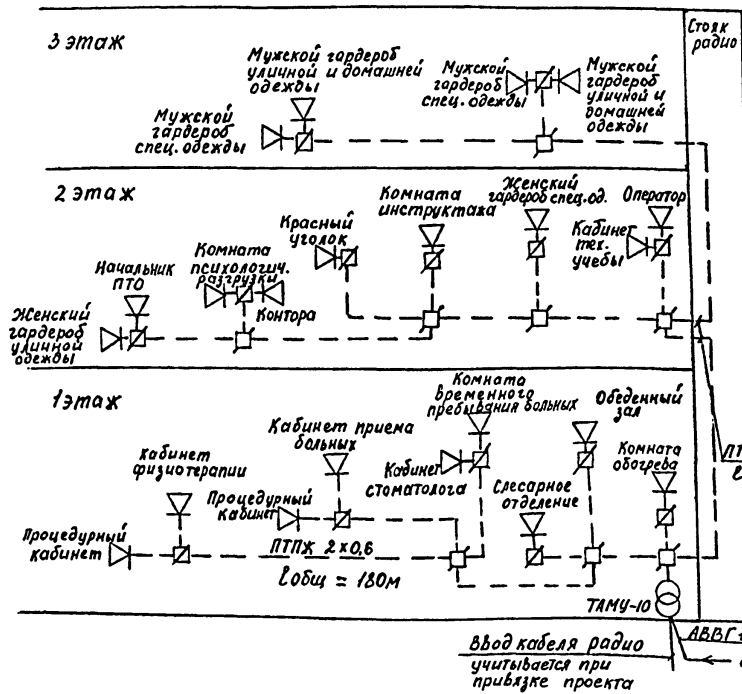 3 этаж
Стояк
радио
Мужской гардероб
уличной и домашней
одежды
Мужской
гардероб
спец. одежды
Мужской
гардероб
спец. одежды
Мужской
гардероб
уличной и
домашней
одежды
2 этаж
Начальник
ПТО
Комната
психологич.
разгрузки
Контора
Красный
уголок
Комната
инструктажа
Женский
гардероб спец.од.
Оператор
Кабинет
тех.
учебы
Женский
гардероб
уличной
одежды
1 этаж
Кабинет
физиотерапии
Кабинет приема
больных
Комната
временного
пребывания больных
Обеденный
зал
Процедурный
кабинет
Процедурный
кабинет
Кабинет
стоматолога
Слесарное
отделение
Комната
обогрева
ПТПЖ 2×0,6
lобщ = 180м
ПТ
ТАМУ-10
АВВГ
Ввод кабеля радио
учитывается при
привязке проекта